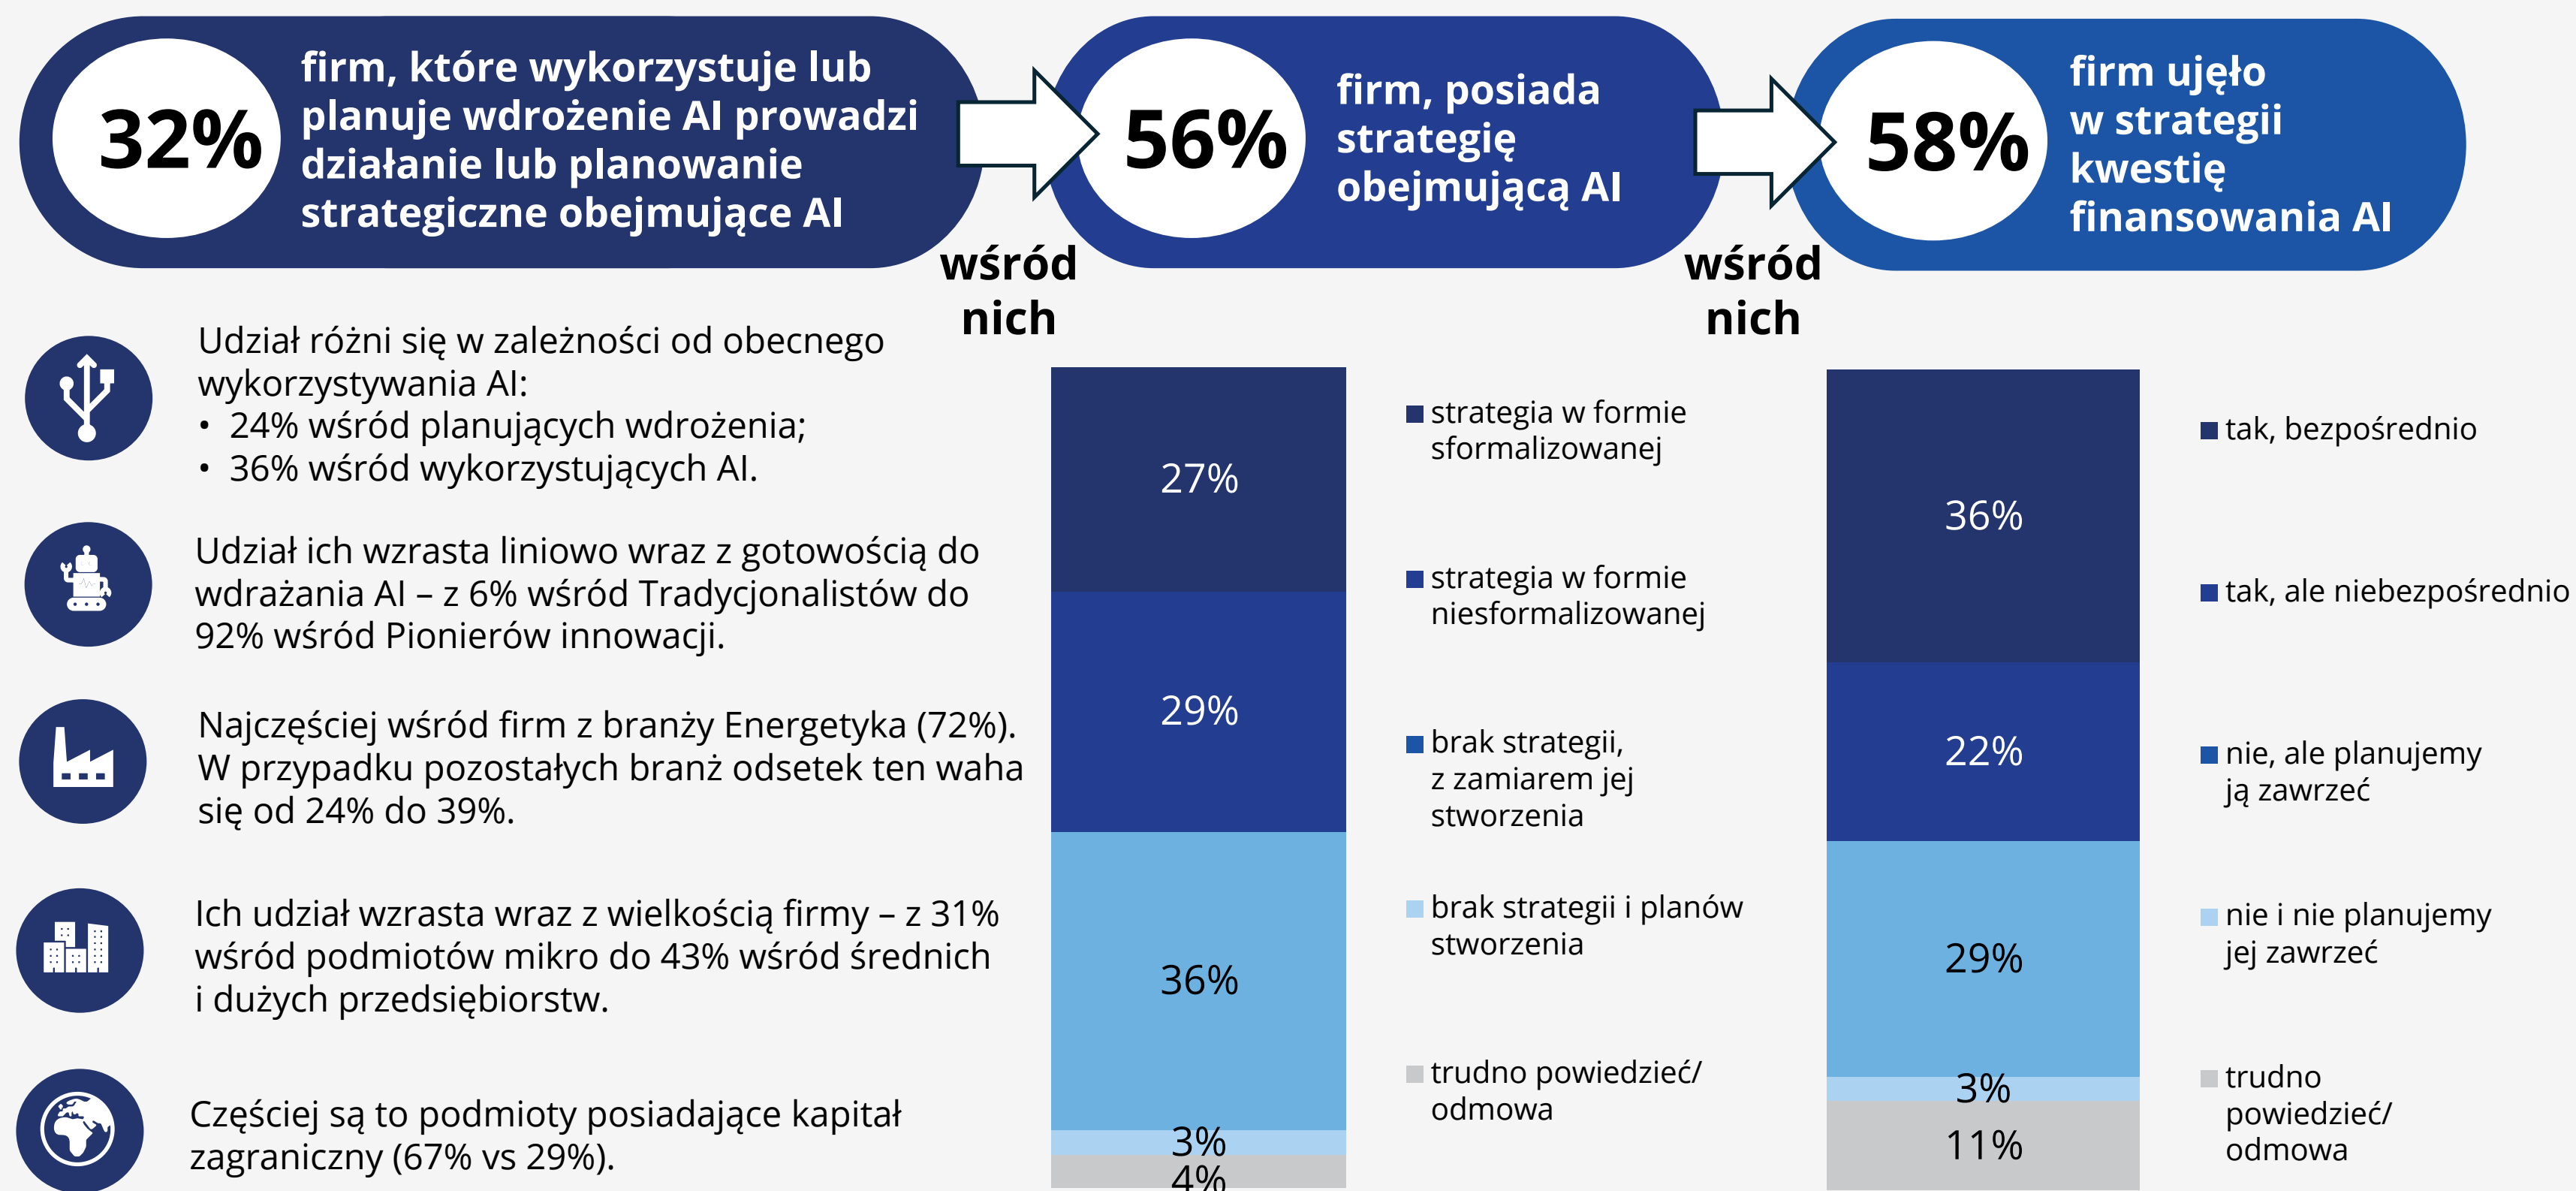 32%
firm, które wykorzystuje lub
planuje wdrożenie AI prowadzi
działanie lub planowanie
strategiczne obejmujące AI
wśród
nich
56%
firm, posiada
strategię
obejmującą AI
wśród
nich
58%
firm ujęło
w strategii
kwestię
finansowania AI
Udział różni się w zależności od obecnego
wykorzystywania AI:
• 24% wśród planujących wdrożenia;
• 36% wśród wykorzystujących AI.
Udział ich wzrasta liniowo wraz z gotowością do
wdrażania AI – z 6% wśród Tradycjonalistów do
92% wśród Pionierów innowacji.
Najczęściej wśród firm z branży Energetyka (72%).
W przypadku pozostałych branż odsetek ten waha
się od 24% do 39%.
Ich udział wzrasta wraz z wielkością firmy – z 31%
wśród podmiotów mikro do 43% wśród średnich
i dużych przedsiębiorstw.
Częściej są to podmioty posiadające kapitał
zagraniczny (67% vs 29%).
27%
29%
36%
3%
4%
strategia w formie
sformalizowanej
strategia w formie
niesformalizowanej
brak strategii,
z zamiarem jej
stworzenia
brak strategii i planów
stworzenia
trudno powiedzieć/
odmowa
36%
22%
29%
3%
11%
tak, bezpośrednio
tak, ale niebezpośrednio
nie, ale planujemy
ją zawrzeć
nie i nie planujemy
jej zawrzeć
trudno
powiedzieć/
odmowa